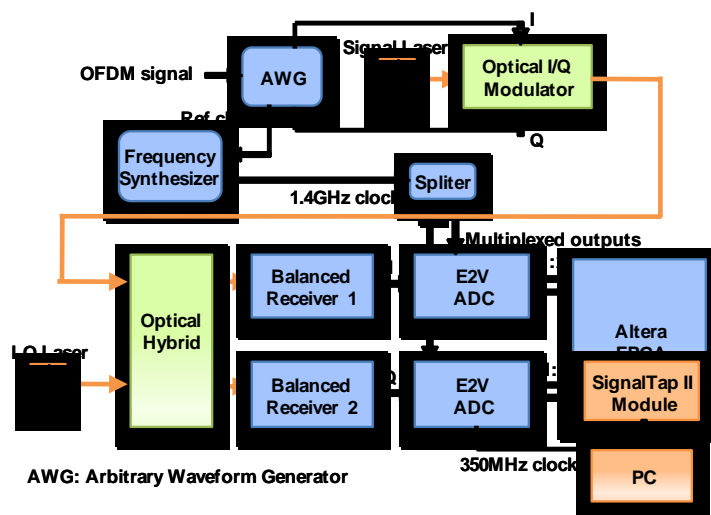 I
Signal Laser
OFDM signal
AWG
Optical I/Q
Modulator
Q
Frequency
Synthesizer
Spliter
1.4GHz clock
Multiplexed outputs
Balanced
Receiver 1
E2V
ADC
Optical
Hybrid
Altera
LO Laser
Balanced
Receiver 2
Q
E2V
ADC
SignalTap II
Module
350MHz clock
PC
AWG: Arbitrary Waveform Generator